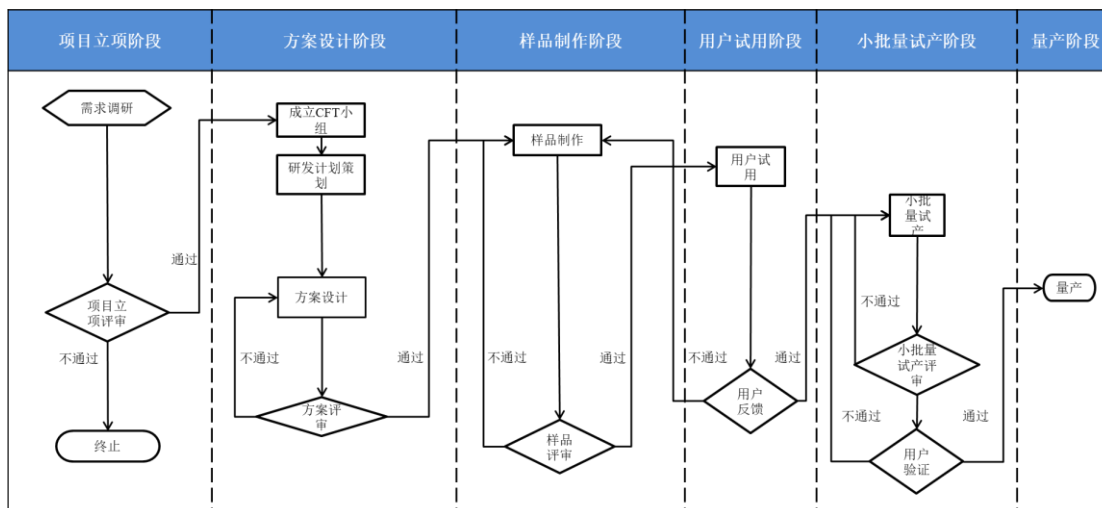 项目立项阶段
方案设计阶段
样品制作阶段
用户试用阶段
小批量试产阶段
量产阶段
需求调研
通过
项目立
项评审
不通过
终止
成立CFT小
组
研发计划策
划
方案设计
不通过
通过
方案评
审
样品制作
不通过
通过
样品
评审
用户试
用
不通过
通过
用户
反馈
小批
量试
产
不通过
小批量
试产评
审
不通过
通过
用户
验证
量产